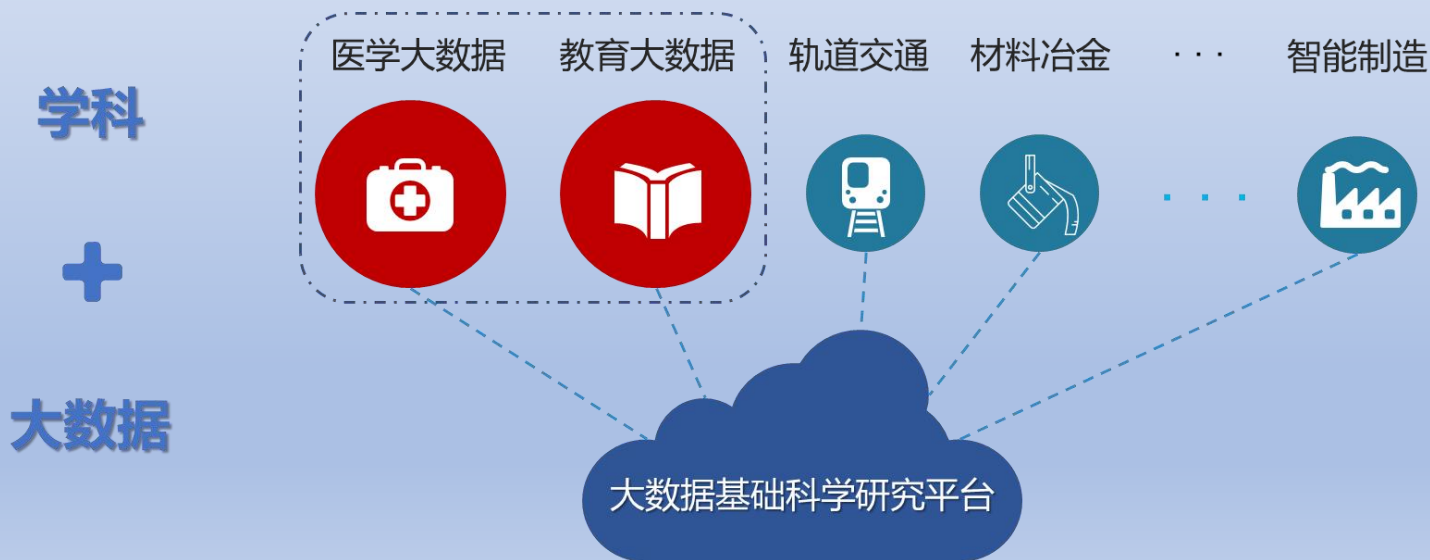 医学大数据
教育大数据
轨道交通
材料冶金
· · ·
智能制造
学科
· · ·
大数据
大数据基础科学研究平台